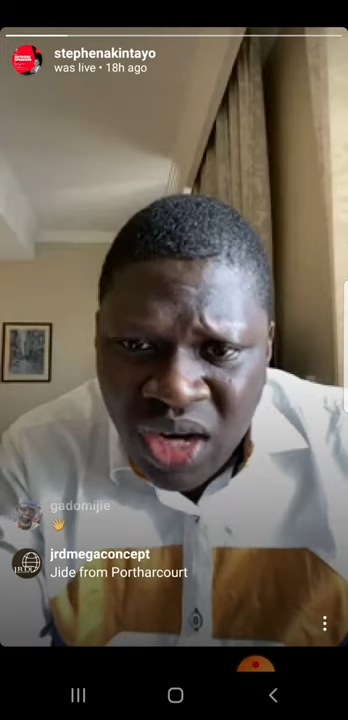 stephenakintayo
was live • 18h ago
gadomijie
👋
jrdmegaconcept
Jide from Portharcourt